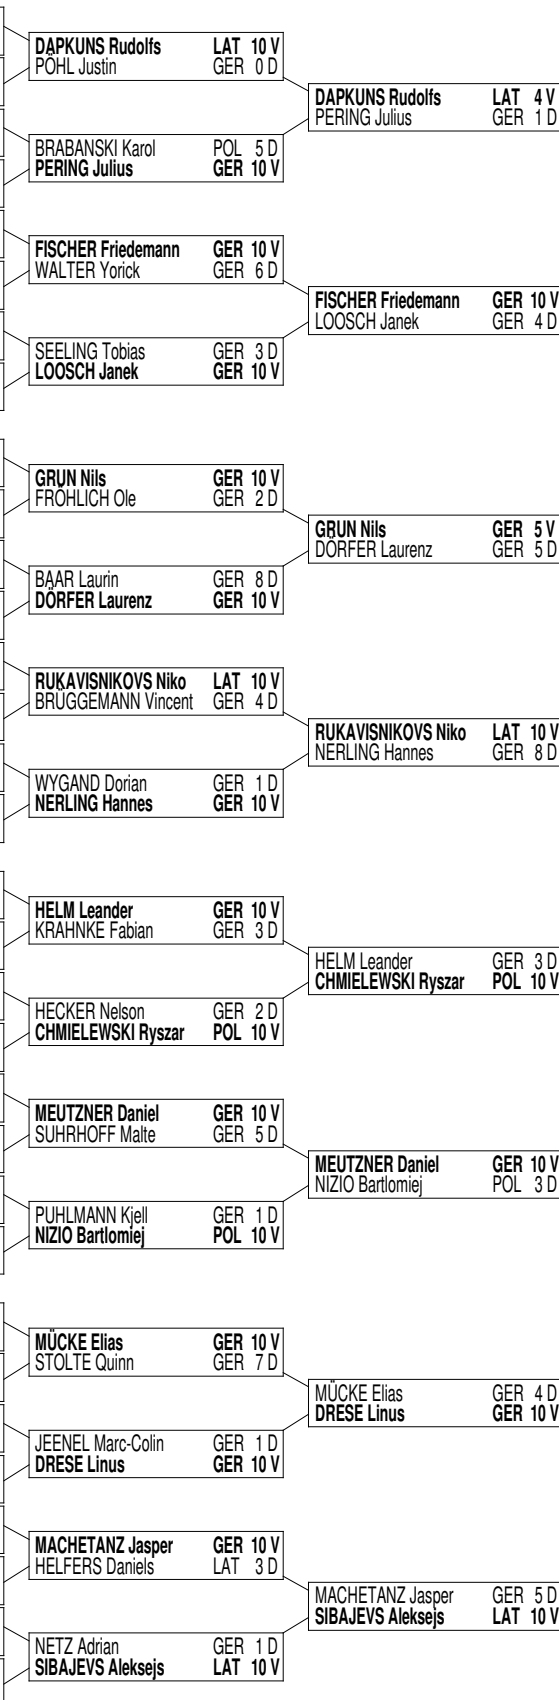 DAPKUNS Rudolfs LAT 10 V
PÖHL Justin GER 0 D
DAPKUNS Rudolfs LAT 4 V
PERING Julius GER 1 D
BRABANSKI Karol POL 5 D
PERING Julius GER 10 V
FISCHER Friedemann GER 10 V
WALTER Yorick GER 6 D
FISCHER Friedemann GER 10 V
LOOSCH Janek GER 4 D
SEELING Tobias GER 3 D
LOOSCH Janek GER 10 V
GRUN Nils GER 10 V
FRÖHLICH Ole GER 2 D
GRUN Nils GER 5 V
DÖRFER Laurenz GER 5 D
BAAR Laurin GER 8 D
DÖRFER Laurenz GER 10 V
RUKAVISNIKOVS Niko LAT 10 V
BRÜGGEMANN Vincent GER 4 D
RUKAVISNIKOVS Niko LAT 10 V
NERLING Hannes GER 8 D
WYGAND Dorian GER 1 D
NERLING Hannes GER 10 V
HELM Leander GER 10 V
KRAHNKE Fabian GER 3 D
HELM Leander GER 3 D
CHMIELEWSKI Ryszar POL 10 V
HECKER Nelson GER 2 D
CHMIELEWSKI Ryszar POL 10 V
MEUTZNER Daniel GER 10 V
SUHRHOFF Malte GER 5 D
MEUTZNER Daniel GER 10 V
NIZIO Bartlomiej POL 3 D
PUHLMANN Kjell GER 1 D
NIZIO Bartlomiej POL 10 V
MÜCKE Elias GER 10 V
STOLTE Quinn GER 7 D
MÜCKE Elias GER 4 D
DRESE Linus GER 10 V
JEENEL Marc-Colin GER 1 D
DRESE Linus GER 10 V
MACHETANZ Jasper GER 10 V
HELFERS Daniels LAT 3 D
MACHETANZ Jasper GER 5 D
SIBAJEVS Aleksejs LAT 10 V
NETZ Adrian GER 1 D
SIBAJEVS Aleksejs LAT 10 V